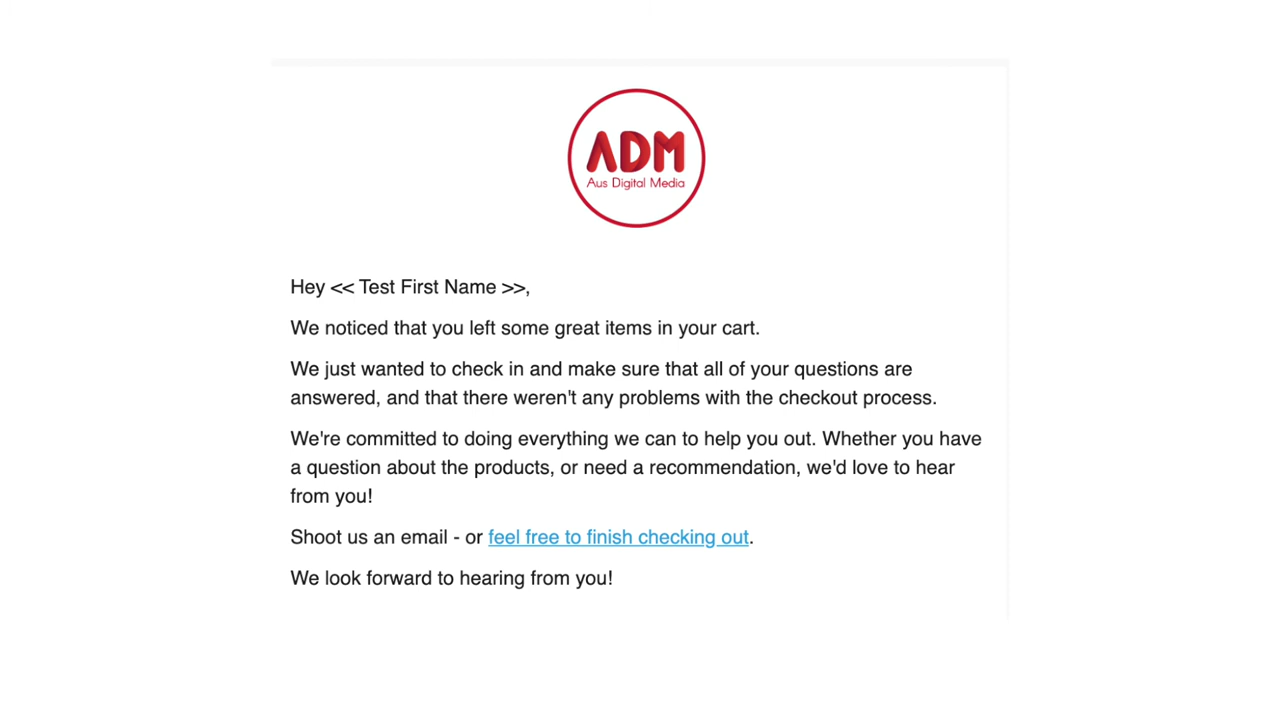 ADM
Aus Digital Media
Hey << Test First Name >>,
We noticed that you left some great items in your cart.
We just wanted to check in and make sure that all of your questions are
answered, and that there weren't any problems with the checkout process.
We're committed to doing everything we can to help you out. Whether you have
a question about the products, or need a recommendation, we'd love to hear
from you!
Shoot us an email - or feel free to finish checking out.
We look forward to hearing from you!